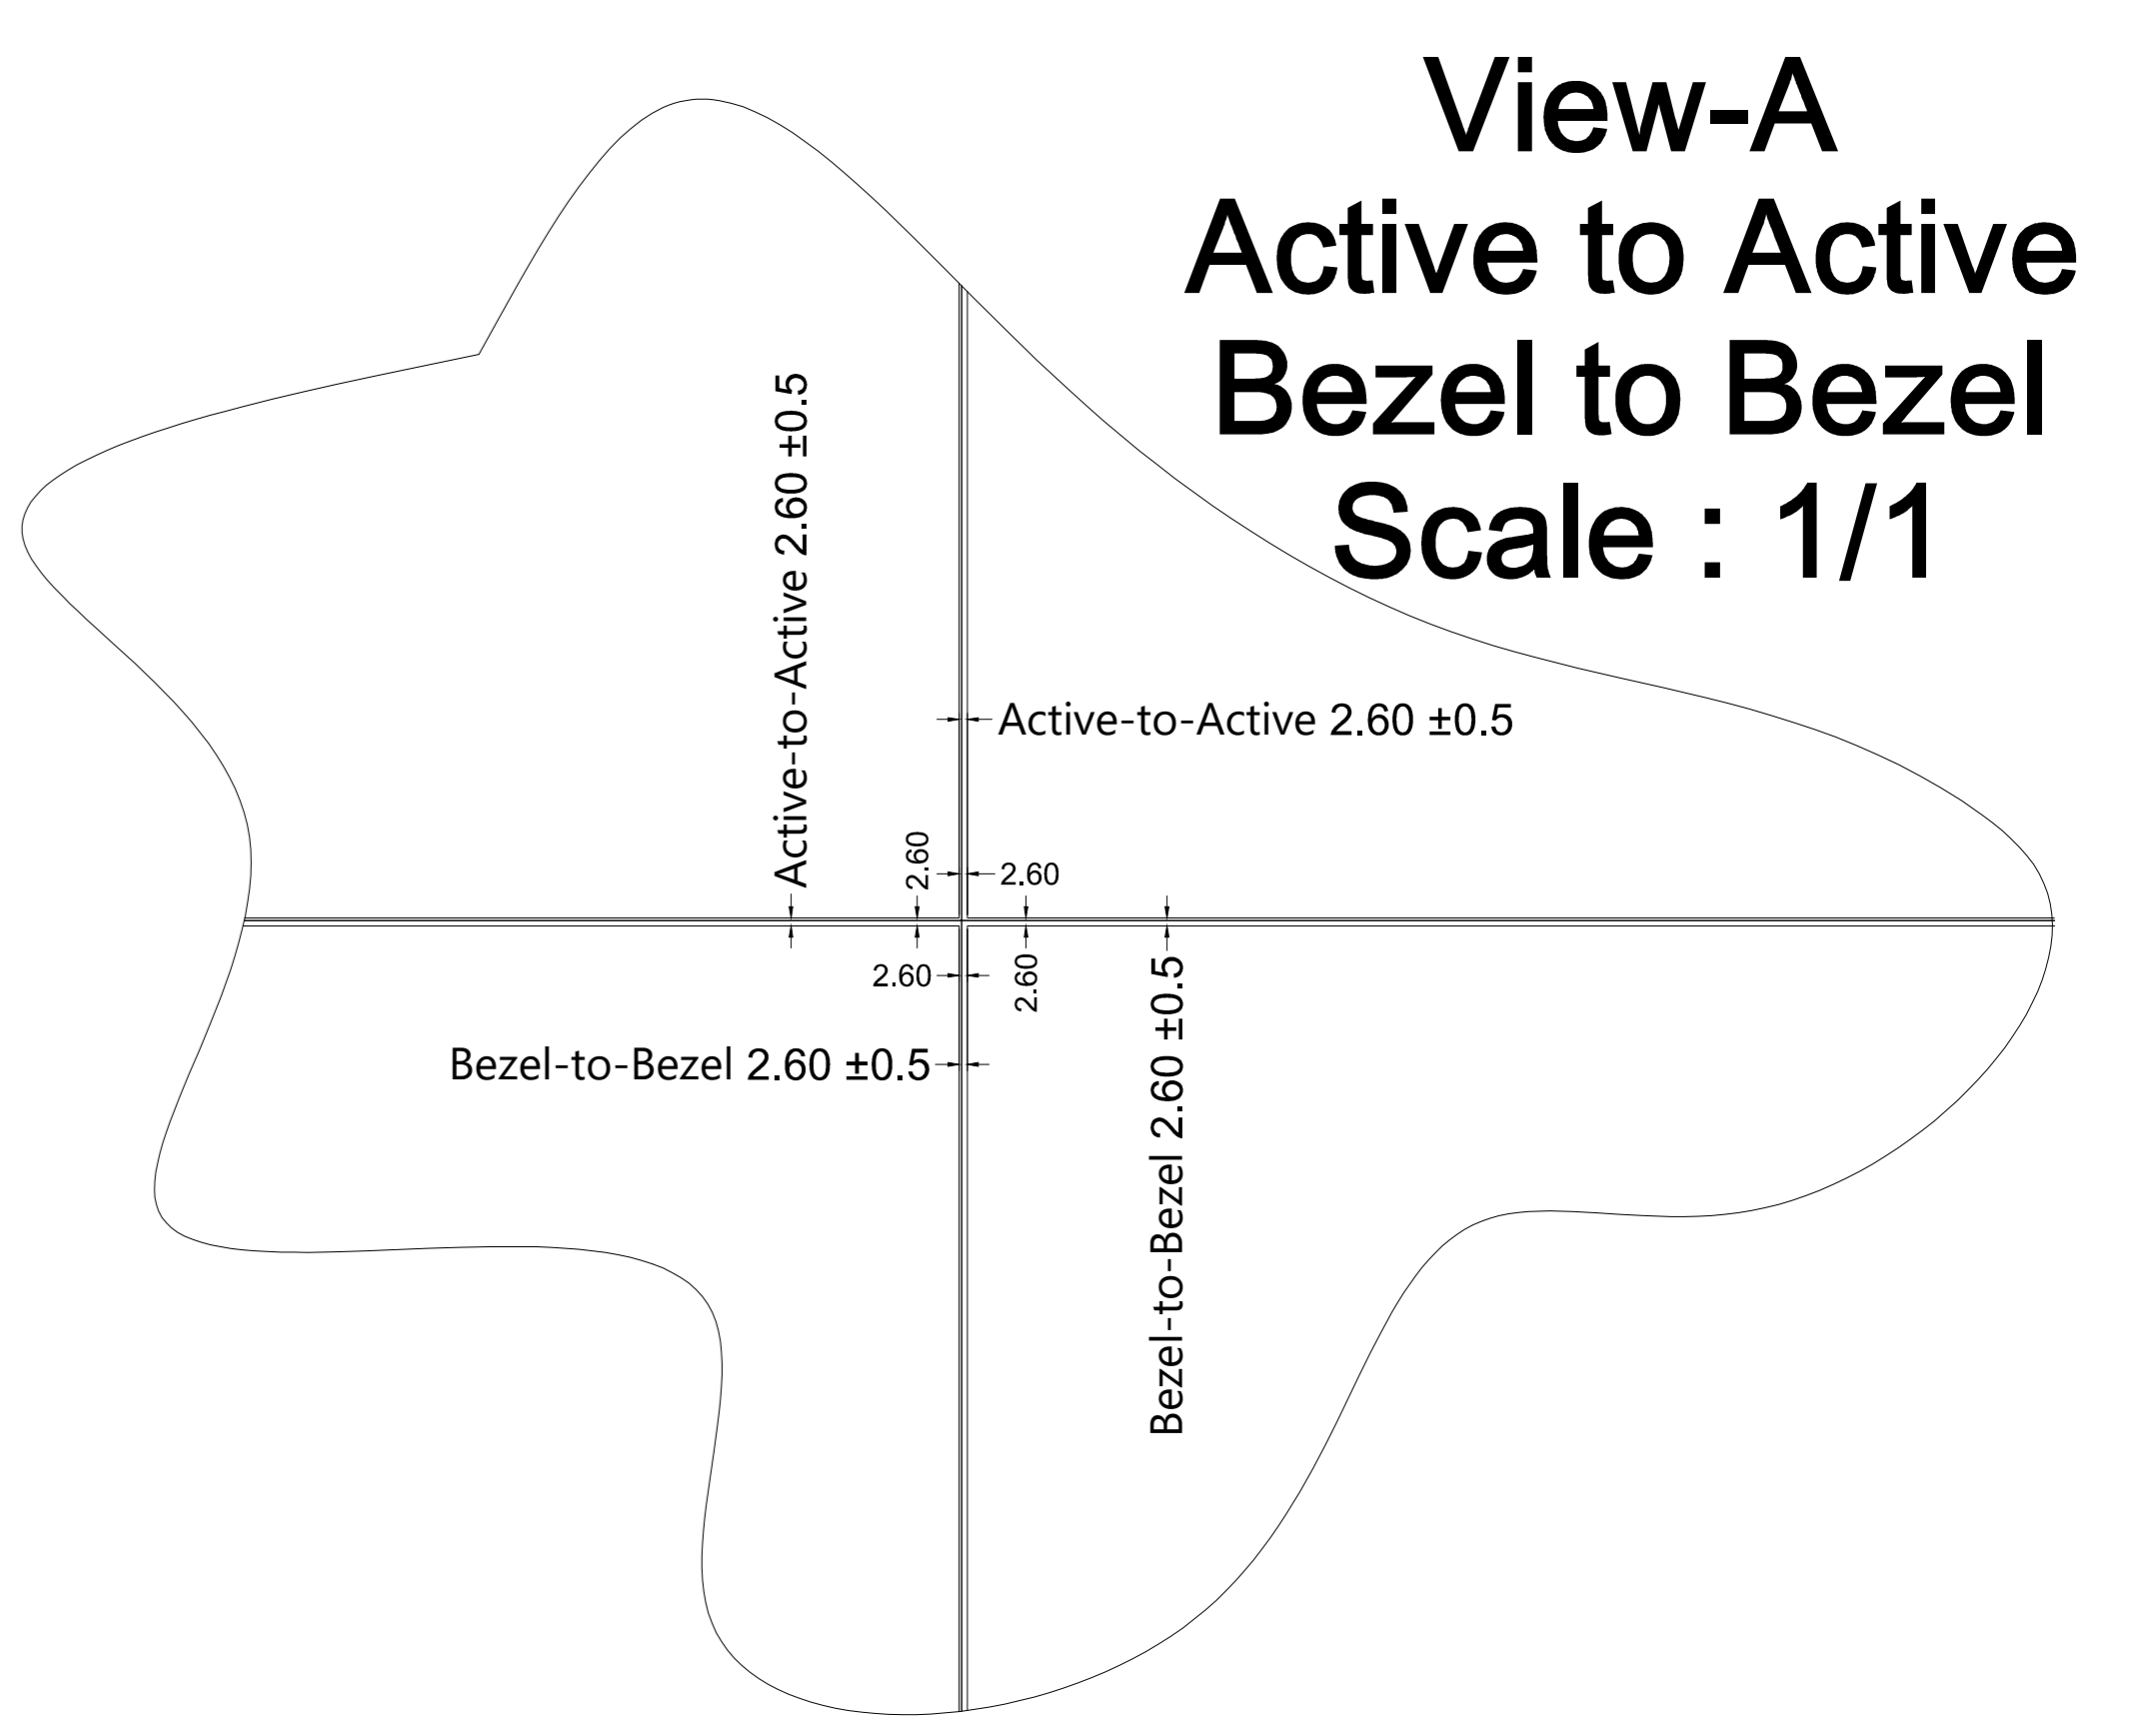 View-A
Active to Active
Bezel to Bezel
Scale : 1/1
Active-to-Active 2.60 ±0.5
Active-to-Active 2.60 ±0.5
2.60
2.60
2.60
2.60
Bezel-to-Bezel 2.60 ±0.5
Bezel-to-Bezel 2.60 ±0.5